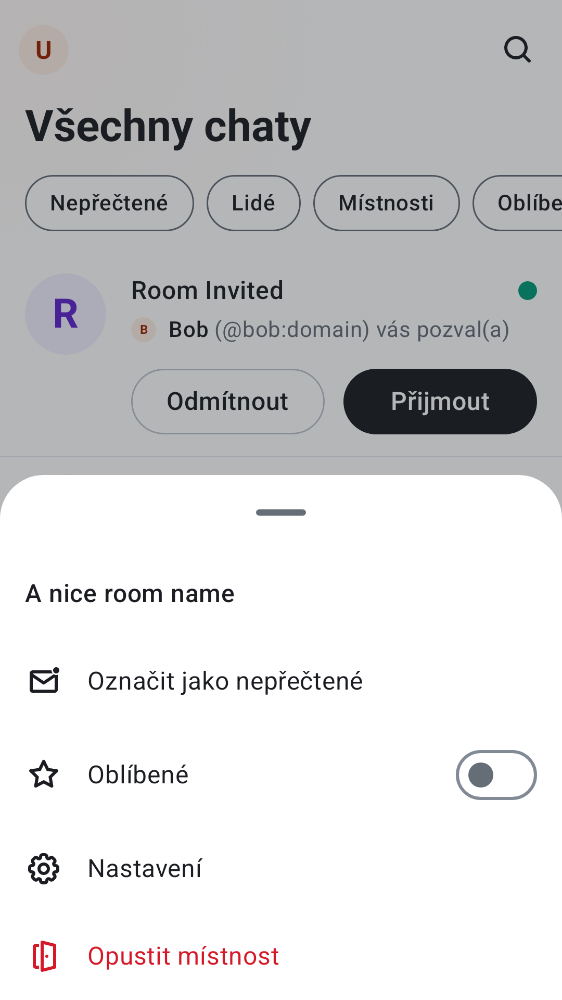 U
Všechny chaty
Nepřečtené Lidé Místnosti Oblíbe
R
Room Invited
B Bob (@bob:domain) vás pozval(a)
Odmítnout Přijmout
A nice room name
Označit jako nepřečtené
Oblíbené
Nastavení
Opustit místnost